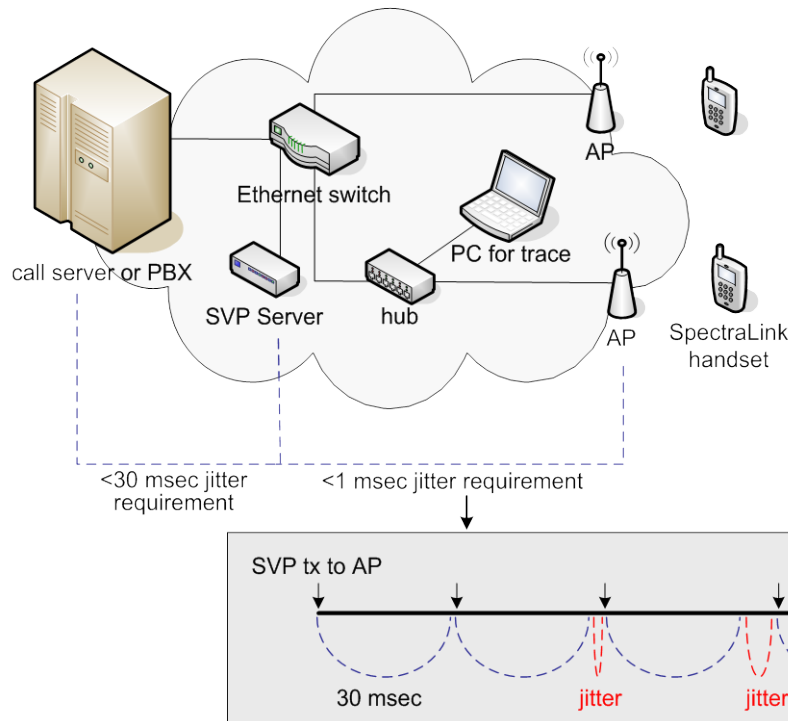 AP
Ethernet switch
call server or PBX
SVP Server
PC for trace
hub
AP
SpectraLink
handset
<30 msec jitter
requirement
<1 msec jitter requirement
SVP tx to AP
30 msec
jitter
jitter